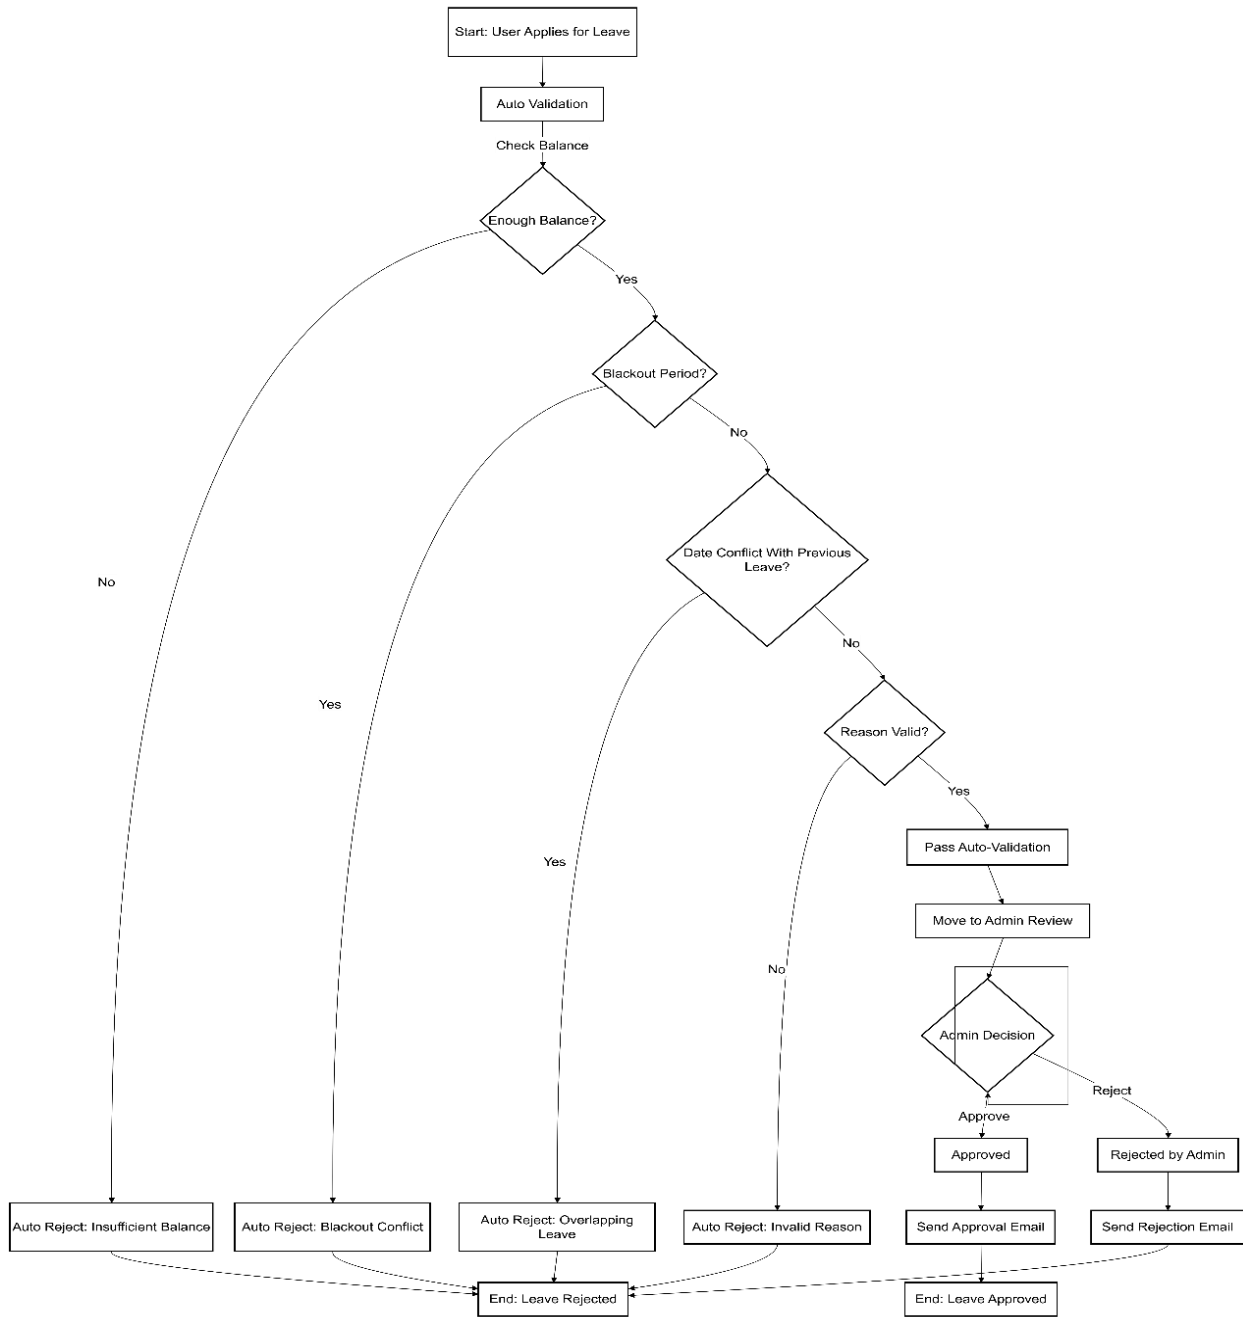 Start: User Applies for Leave
Auto Validation
Check Balance
Enough Balance?
Yes
Blackout Period?
No
Date Conflict With Previous
Leave?
No
Yes
No
Reason Valid?
Yes
Pass Auto-Validation
Yes
Move to Admin Review
No
Admin Decision
Reject
Approve
Approved
Rejected by Admin
Auto Reject: Insufficient Balance
Auto Reject: Blackout Conflict
Auto Reject: Overlapping
Leave
Auto Reject: Invalid Reason
Send Approval Email
Send Rejection Email
End: Leave Rejected
End: Leave Approved